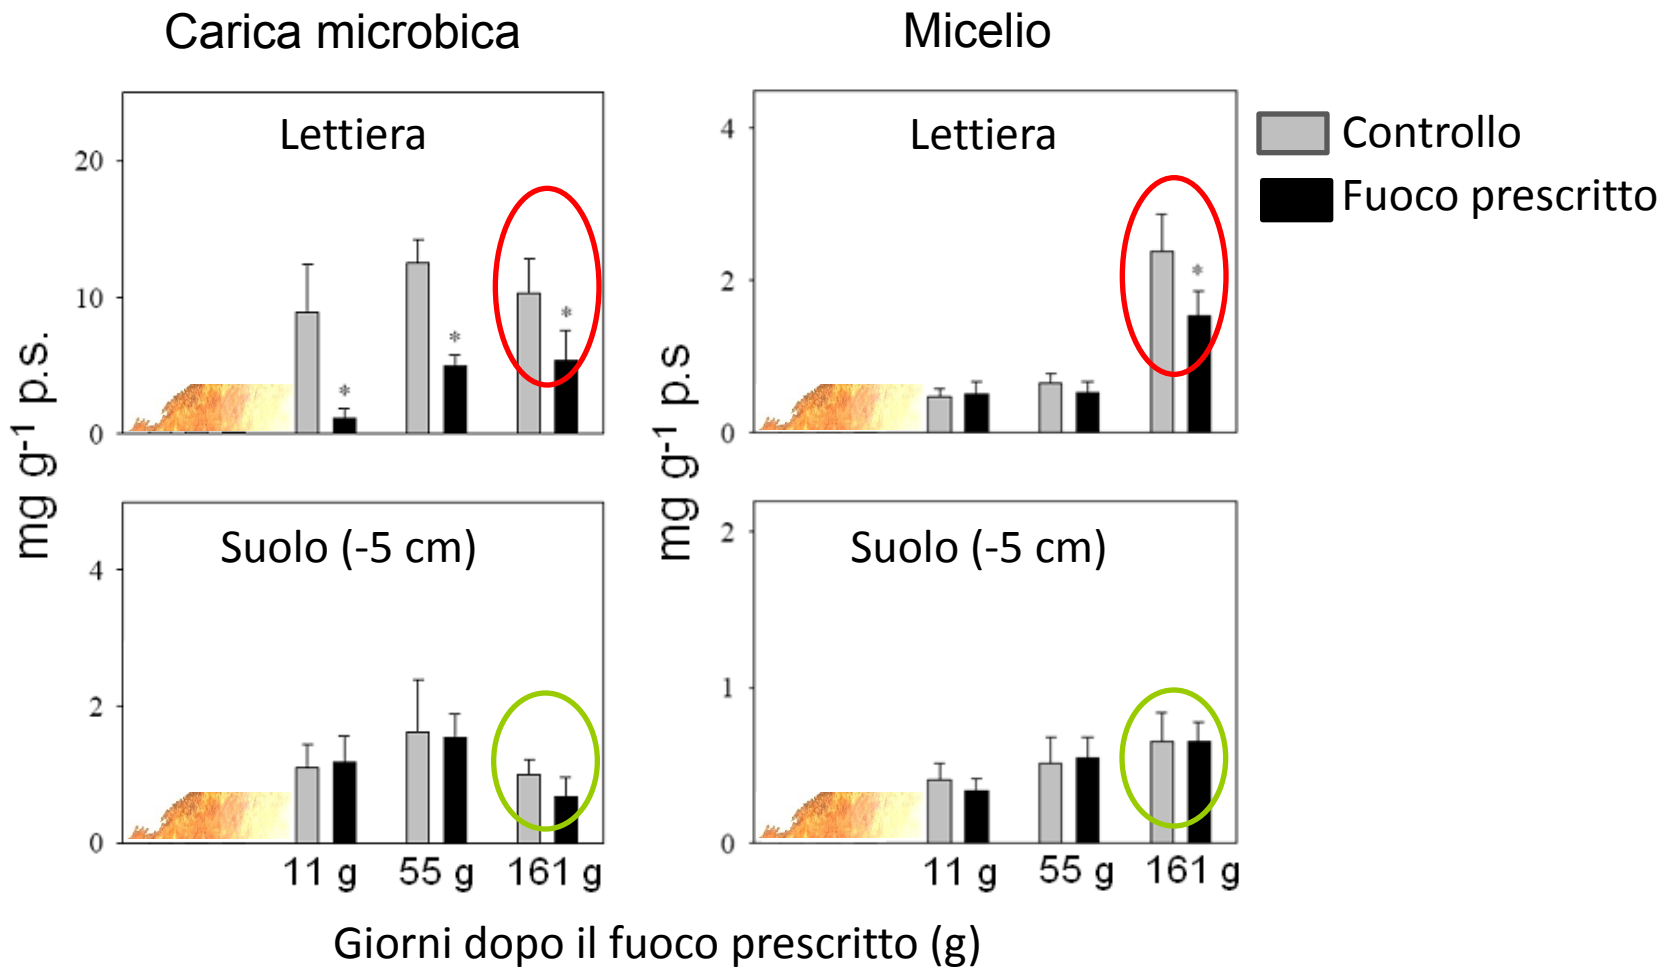 Carica microbica
Micelio
Lettiera
20
10
0
mg g-1 p.s.
*
*
*
Lettiera
4
2
0
mg g-1 p.s
*
Controllo
Fuoco prescritto
Suolo (-5 cm)
4
2
0
11 g 55 g 161 g
Suolo (-5 cm)
2
1
0
11 g 55 g 161 g
Giorni dopo il fuoco prescritto (g)